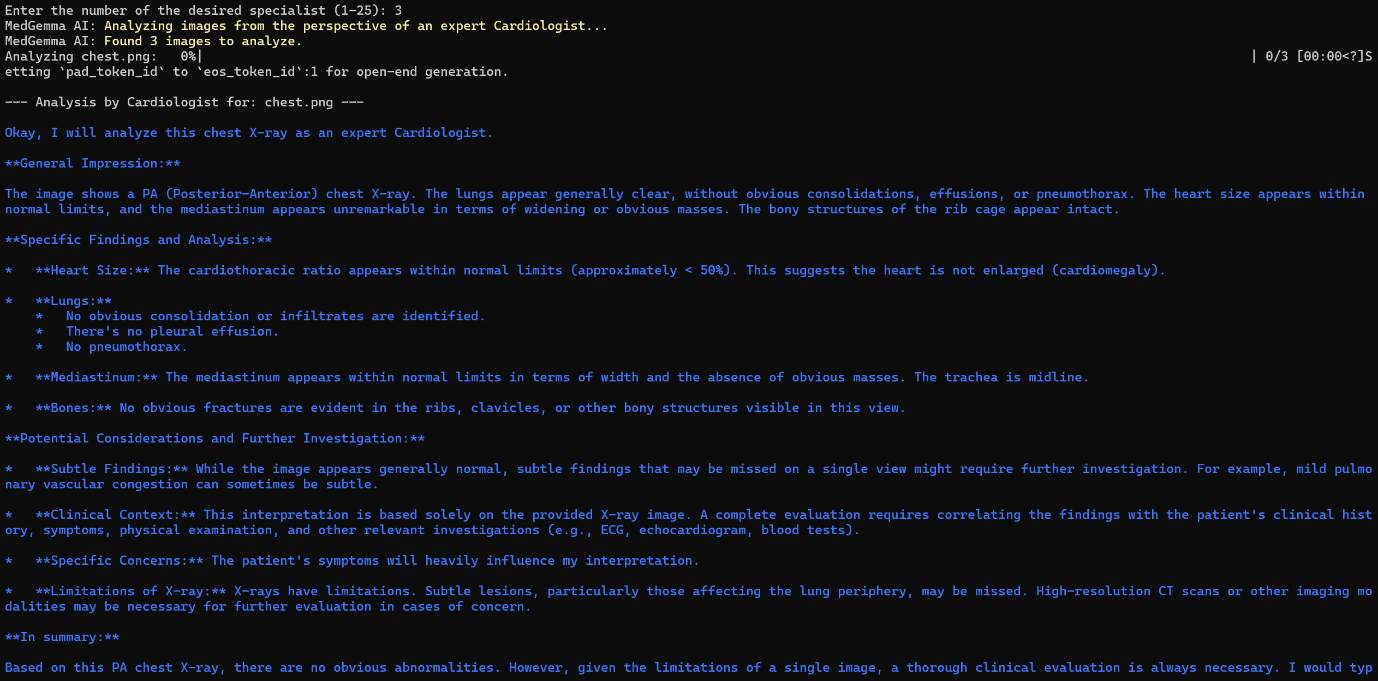 Enter the number of the desired specialist (1-25): 3
MedGemma AI: Analyzing images from the perspective of an expert Cardiologist...
MedGemma AI: Found 3 images to analyze.
Analyzing chest.png:   0%|                                                                                     | 0/3 [00:00<?]S
etting `pad_token_id` to `eos_token_id`:1 for open-end generation.
--- Analysis by Cardiologist for: chest.png ---
Okay, I will analyze this chest X-ray as an expert Cardiologist.
**General Impression:**
The image shows a PA (Posterior-Anterior) chest X-ray. The lungs appear generally clear, without obvious consolidations, effusions, or pneumothorax. The heart size appears within
normal limits, and the mediastinum appears unremarkable in terms of widening or obvious masses. The bony structures of the rib cage appear intact.
**Specific Findings and Analysis:**
*   **Heart Size:** The cardiothoracic ratio appears within normal limits (approximately < 50%). This suggests the heart is not enlarged (cardiomegaly).
*   **Lungs:**
    *   No obvious consolidation or infiltrates are identified.
    *   There's no pleural effusion.
    *   No pneumothorax.
*   **Mediastinum:** The mediastinum appears within normal limits in terms of width and the absence of obvious masses. The trachea is midline.
*   **Bones:** No obvious fractures are evident in the ribs, clavicles, or other bony structures visible in this view.
**Potential Considerations and Further Investigation:**
*   **Subtle Findings:** While the image appears generally normal, subtle findings that may be missed on a single view might require further investigation. For example, mild pulmo
nary vascular congestion can sometimes be subtle.
*   **Clinical Context:** This interpretation is based solely on the provided X-ray image. A complete evaluation requires correlating the findings with the patient's clinical hist
ory, symptoms, physical examination, and other relevant investigations (e.g., ECG, echocardiogram, blood tests).
*   **Specific Concerns:** The patient's symptoms will heavily influence my interpretation.
*   **Limitations of X-ray:** X-rays have limitations. Subtle lesions, particularly those affecting the lung periphery, may be missed. High-resolution CT scans or other imaging mo
dalities may be necessary for further evaluation in cases of concern.
**In summary:**
Based on this PA chest X-ray, there are no obvious abnormalities. However, given the limitations of a single image, a thorough clinical evaluation is always necessary. I would typ